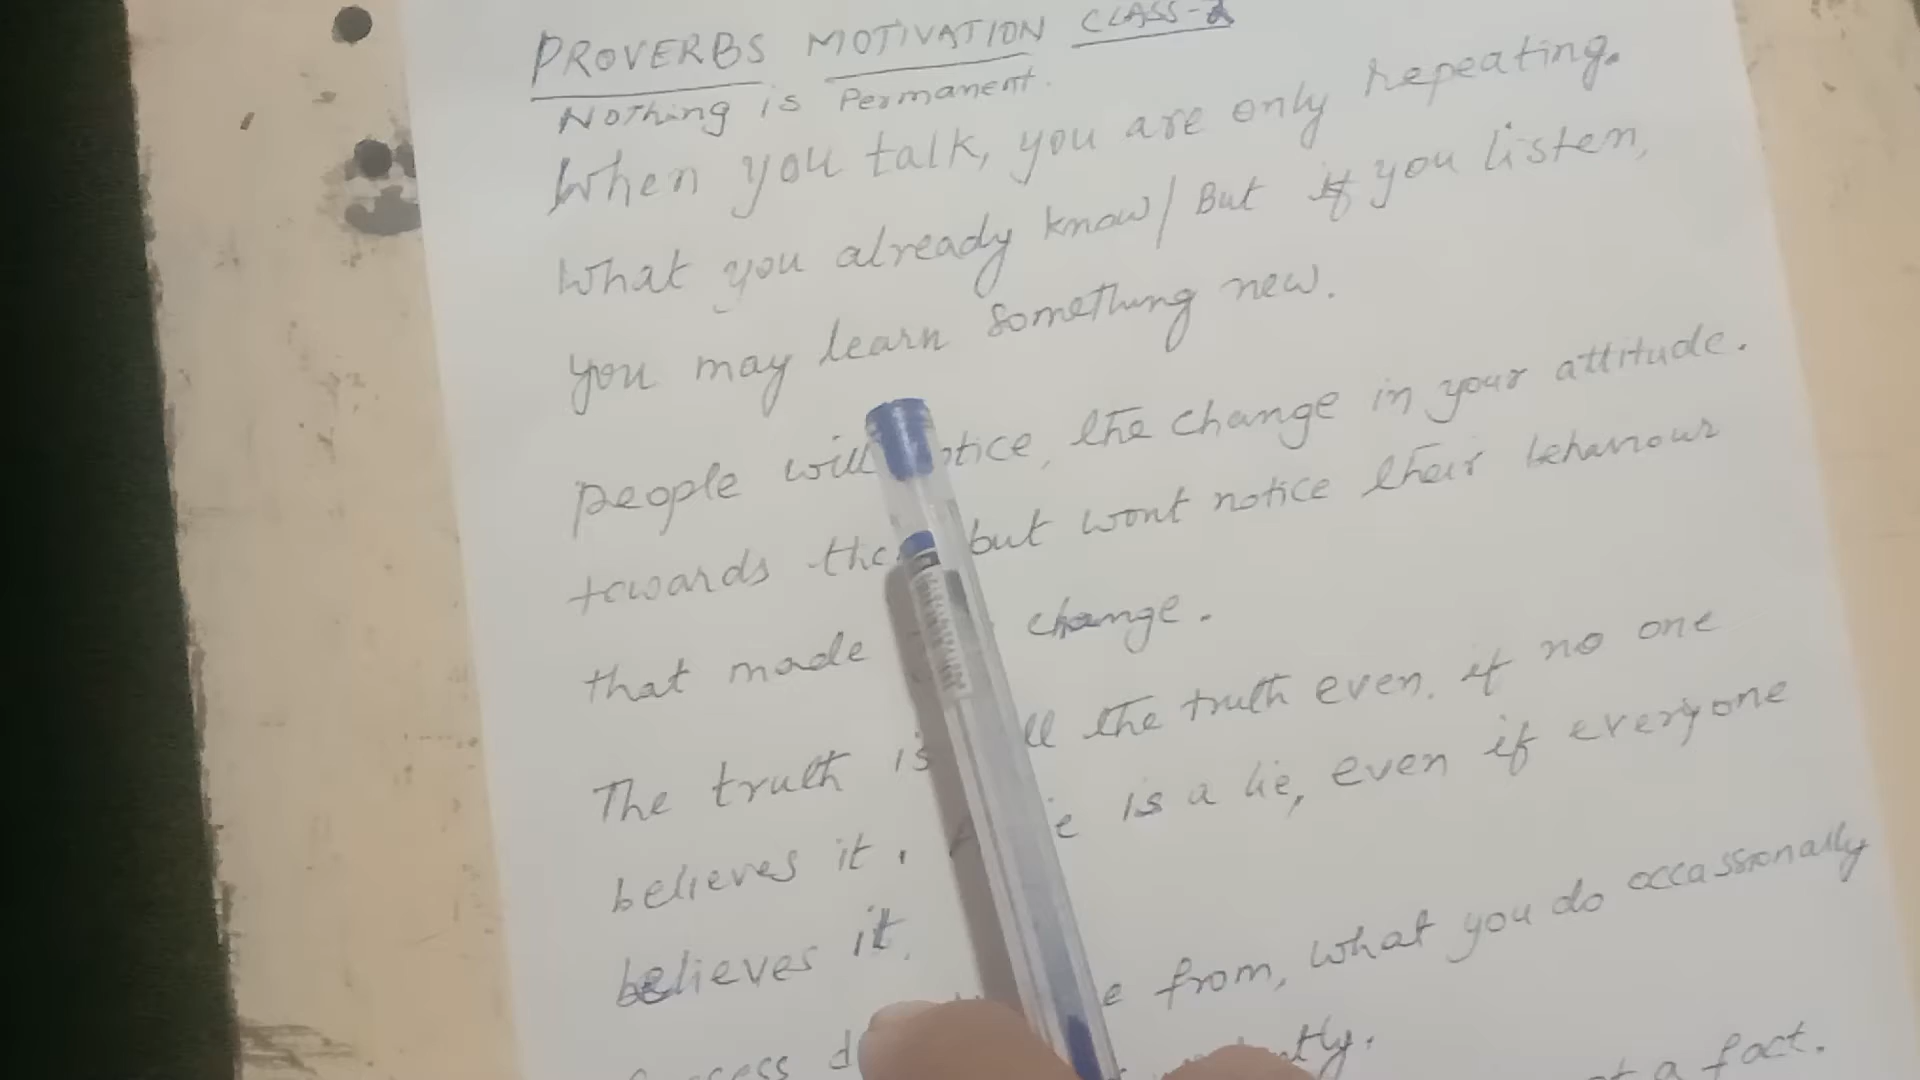 PROVERBS MOTIVATION CLASS-2
Nothing is Permanent.
When you talk, you are only repeating.
What you already know/But if you listen,
you may learn something new.
people will the change in your attitude.
towards but wont notice their behaviour
that made change.
The truth is the truth even. if no one
believes it. is a lie, even if everyone
believes it.
from, what you do occassionally
a fact.